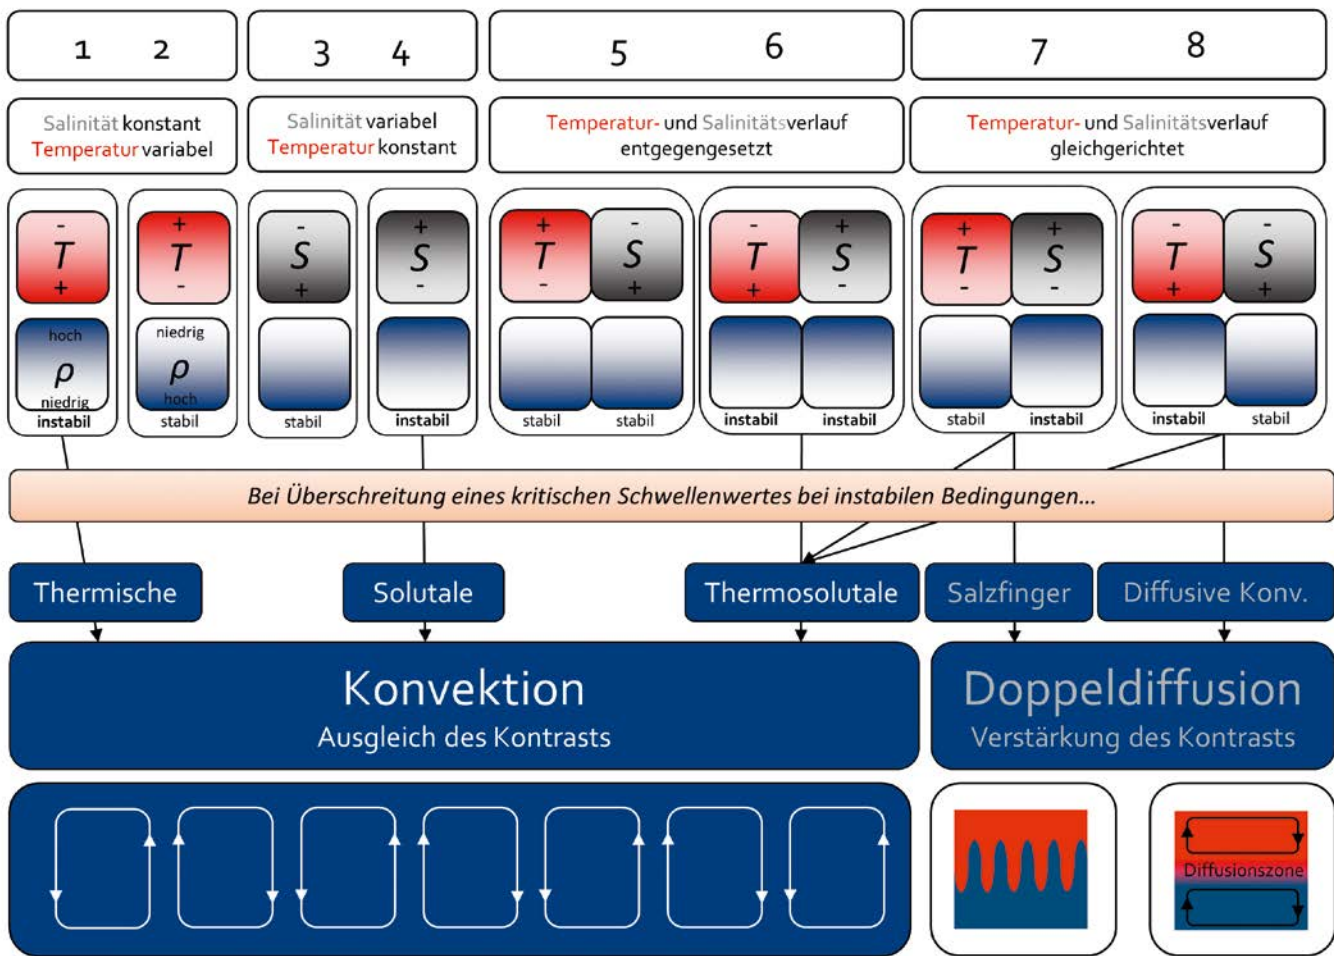 1 2 3 4 5 6 7 8
Salinität konstant
Temperatur variabel
Salinität variabel
Temperatur konstant
Temperatur- und Salinitätsverlauf
entgegengesetzt
Temperatur- und Salinitätsverlauf
gleichgerichtet
- + - + + - - + + + - -
T T S S T S T S T S T S
+ - + - - + + - - - + +
hoch niedrig
ρ ρ
niedrig hoch
instabil stabil stabil instabil stabil stabil instabil instabil stabil instabil instabil stabil
Bei Überschreitung eines kritischen Schwellenwertes bei instabilen Bedingungen...
Thermische Solutale Thermosolutale Salzfinger Diffusive Konv.
Konvektion
Ausgleich des Kontrasts
Doppeldiffusion
Verstärkung des Kontrasts
Diffusionszone